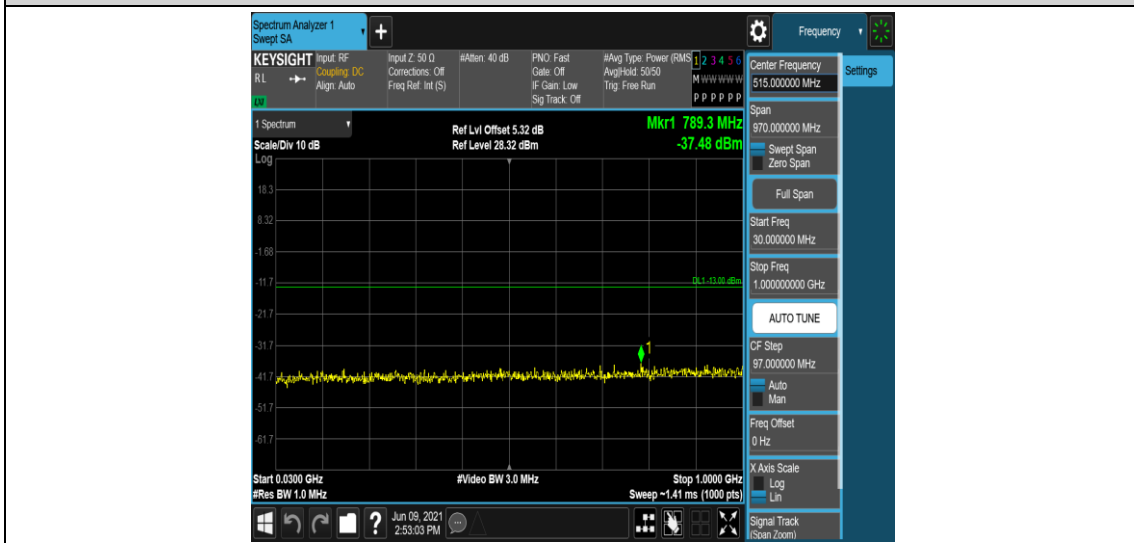 Spectrum Analyzer 1
Swept SA
+
Frequency
KEYSIGHT
RL
LXI
Input: RF
Coupling: DC
Align: Auto
Input Z: 50 Ω
Corrections: Off
Freq Ref: Int (S)
#Atten: 40 dB
PNO: Fast
Gate: Off
IF Gain: Low
Sig Track: Off
#Avg Type: Power (RMS
Avg|Hold: 50/50
Trig: Free Run
1 2 3 4 5 6
M W W W W W
P P P P P P
1 Spectrum
Scale/Div 10 dB
Ref Lvl Offset 5.32 dB
Ref Level 28.32 dBm
Mkr1 789.3 MHz
-37.48 dBm
Log
18.3
8.32
-1.68
-11.7
-21.7
-31.7
-41.7
-51.7
-61.7
DL1 -13.00 dBm
1
Start 0.0300 GHz
#Res BW 1.0 MHz
#Video BW 3.0 MHz
Stop 1.0000 GHz
Sweep ~1.41 ms (1000 pts)
Jun 09, 2021
2:53:03 PM
?
Center Frequency
515.000000 MHz
Settings
Span
970.000000 MHz
Swept Span
Zero Span
Full Span
Start Freq
30.000000 MHz
Stop Freq
1.000000000 GHz
AUTO TUNE
CF Step
97.000000 MHz
Auto
Man
Freq Offset
0 Hz
X Axis Scale
Log
Lin
Signal Track
(Span Zoom)